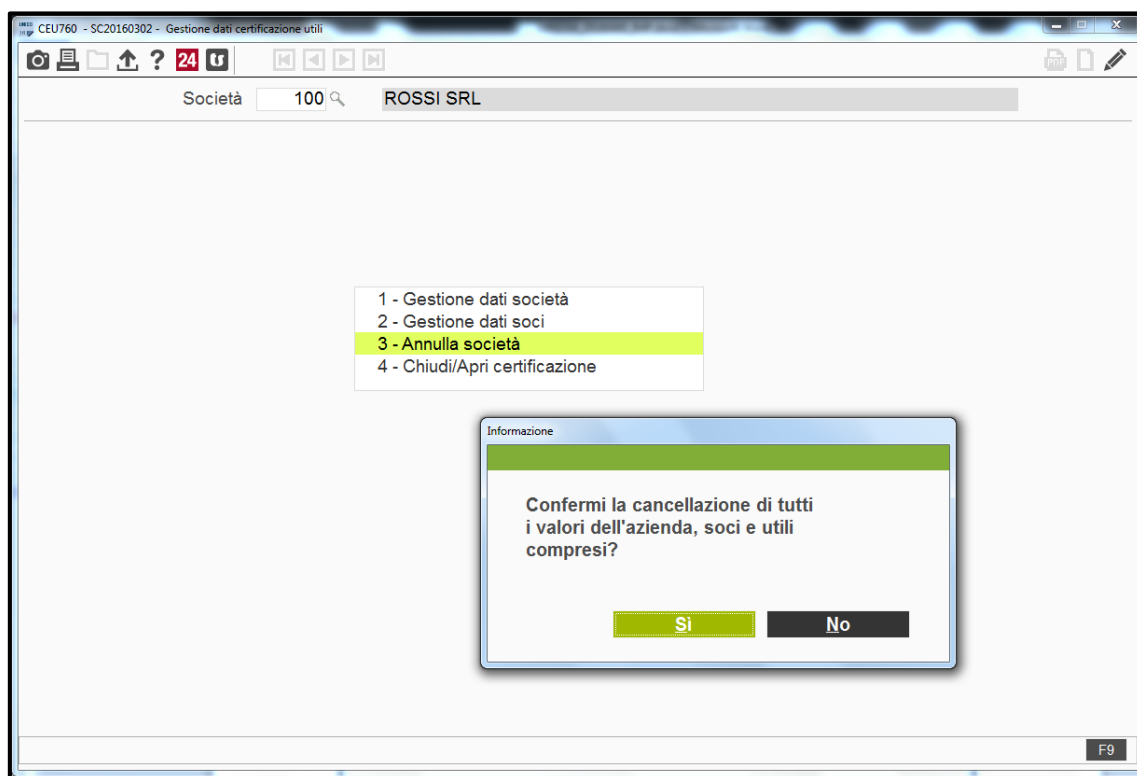 CEU760 - SC20160302 - Gestione dati certificazione utili
? 24
PDF
Società 100 ROSSI SRL
1 - Gestione dati società
2 - Gestione dati soci
3 - Annulla società
4 - Chiudi/Apri certificazione
Informazione
Confermi la cancellazione di tutti
i valori dell'azienda, soci e utili
compresi?
Sì No
F9